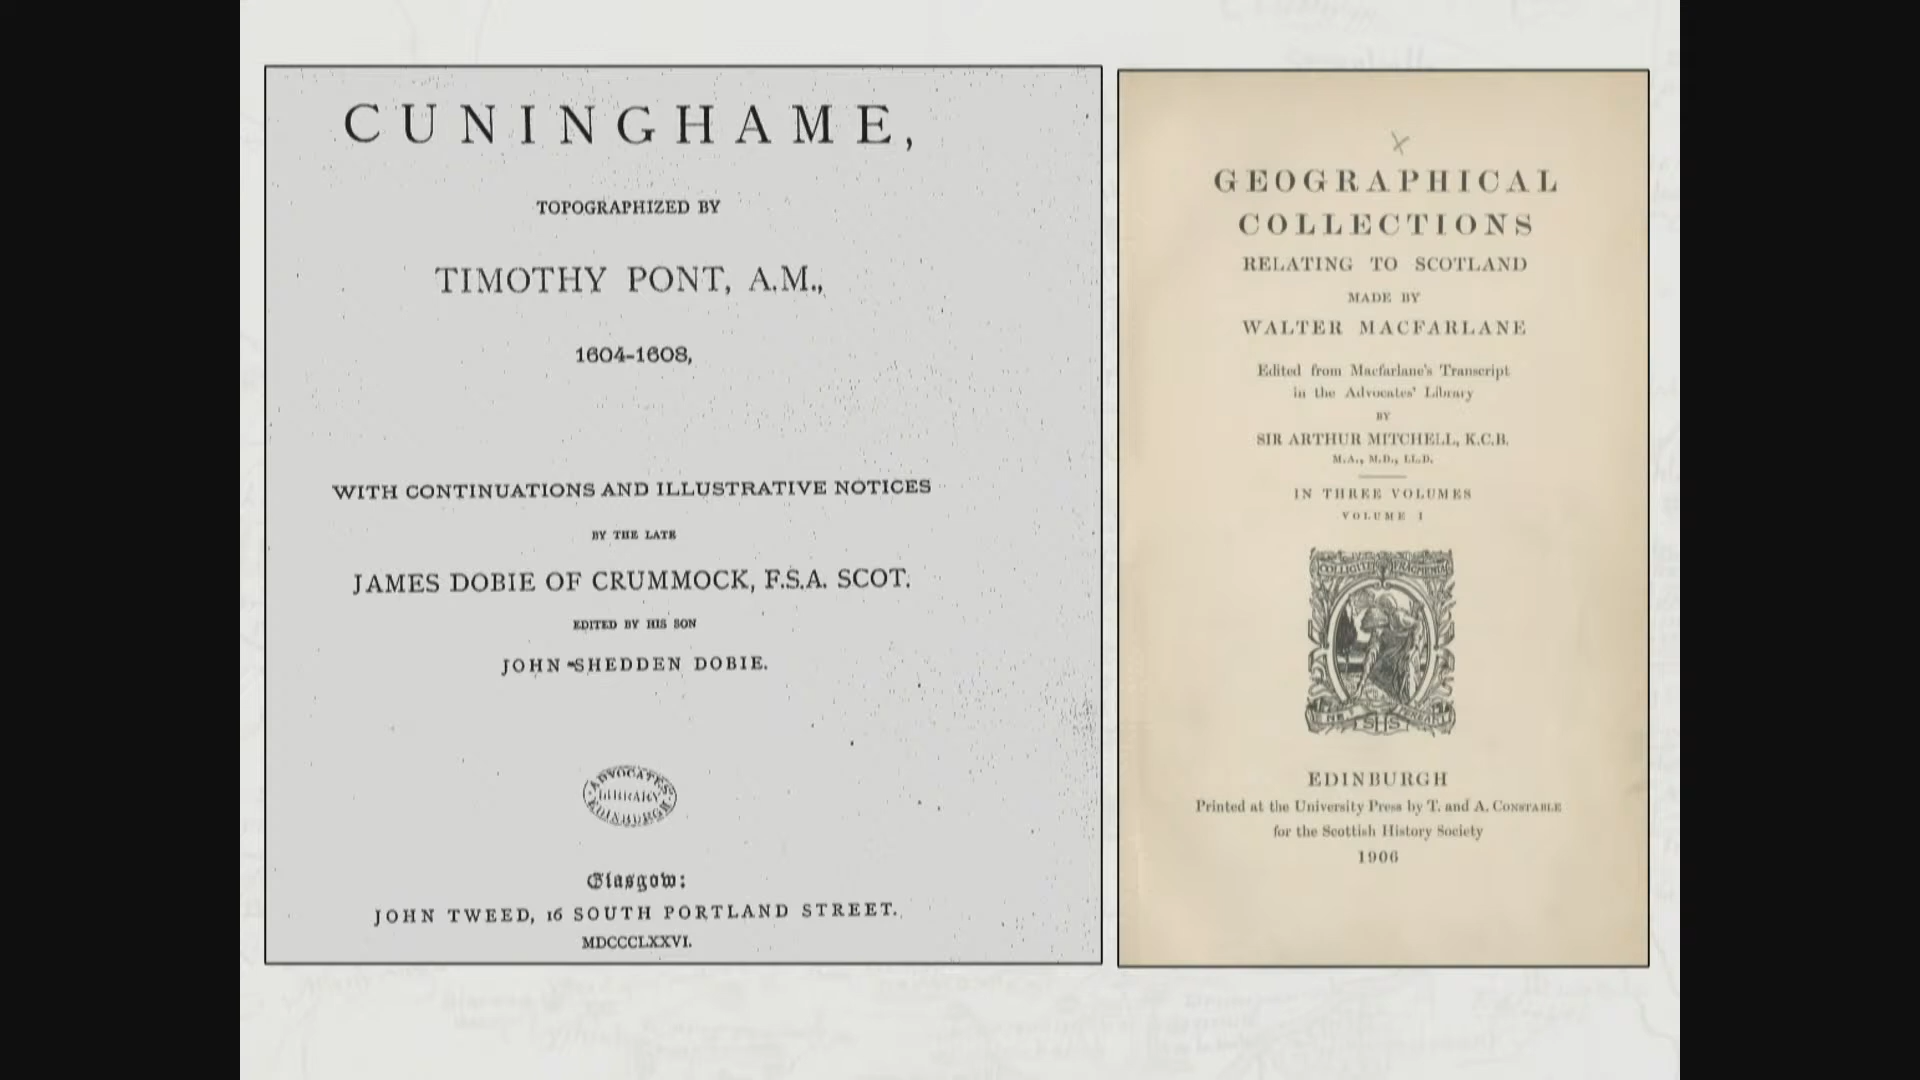 CUNINGHAME,
TOPOGRAPHIZED BY
TIMOTHY PONT, A.M.,
1604-1608,
WITH CONTINUATIONS AND ILLUSTRATIVE NOTICES
BY THE LATE
JAMES DOBIE OF CRUMMOCK, F.S.A. SCOT.
EDITED BY HIS SON
JOHN SHEDDEN DOBIE.
ADVOCATES
LIBRARY
EDINBURGH
Glasgow:
JOHN TWEED, 16 SOUTH PORTLAND STREET.
MDCCCLXXVI.
GEOGRAPHICAL
COLLECTIONS
RELATING TO SCOTLAND
MADE BY
WALTER MACFARLANE
Edited from Macfarlane's Transcript
in the Advocates' Library
BY
SIR ARTHUR MITCHELL, K.C.B.
M.A., M.D., LL.D.
IN THREE VOLUMES
VOLUME I
COLLIGITE FRAGMENTA
NE PEREANT
SHS
EDINBURGH
Printed at the University Press by T. and A. CONSTABLE
for the Scottish History Society
1906